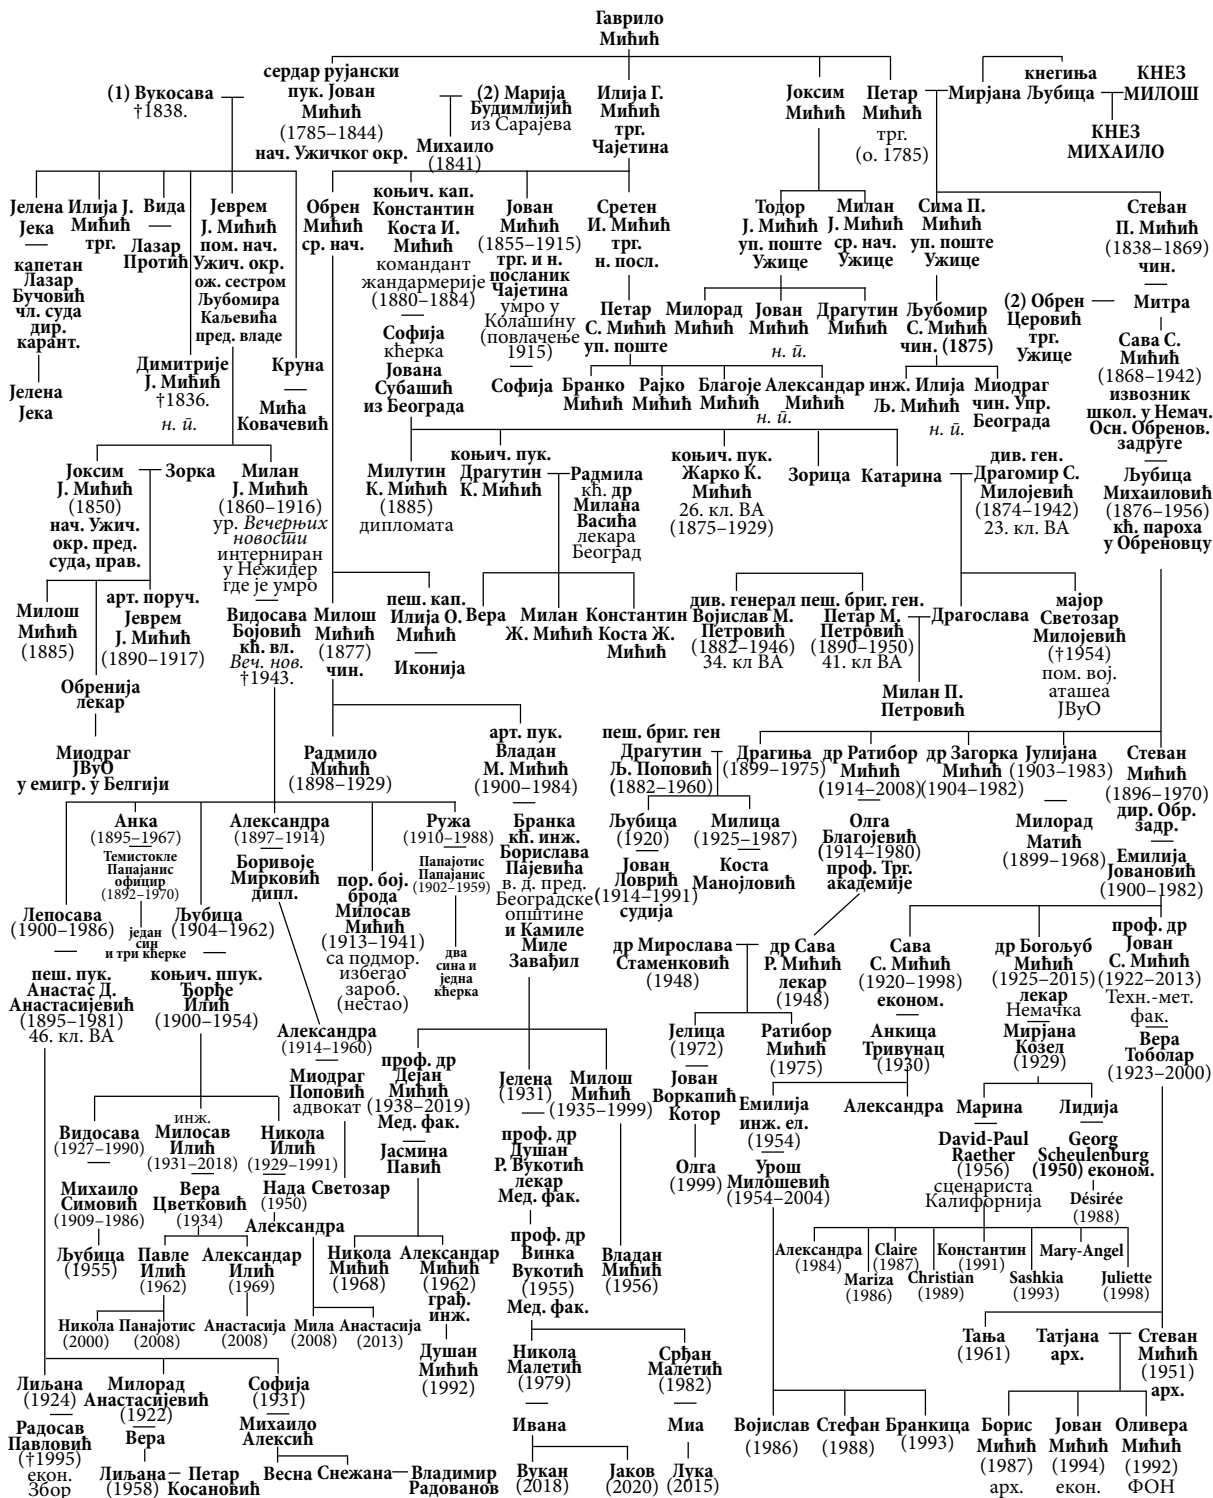 Гаврило
Мићић
сердар рујански
пук. Јован
Мићић
(1785–1844)
нач. Ужичког окр.
(1) Вукосава
†1838.
(2) Марија
Будимлијић
из Сарајева
Михаило
(1841)
Илија Г.
Мићић
трг.
Чајетина
Јоксим
Мићић
Петар
Мићић
трг.
(о. 1785)
Мирјана
кнегиња
Љубица
КНЕЗ
МИЛОШ
КНЕЗ
МИХАИЛО
Јелена
Јека
—
капетан
Лазар
Бучовић
чл. суда
дир.
карант.
Јелена
Јека
Илија Ј.
Мићић
трг.
Вида
—
Лазар
Протић
Димитрије
Ј. Мићић
†1836.
н. п̄.
Јеврем
Ј. Мићић
пом. нач.
Ужич. окр.
ож. сестром
Љубомира
Каљевића
пред. владе
Круна
—
Мића
Ковачевић
Обрен
Мићић
ср. нач.
коњич. кап.
Константин
Коста И.
Мићић
командант
жандармерије
(1880–1884)
—
Софија
кћерка
Јована
Субашић
из Београда
Јован
Мићић
(1855–1915)
трг. и н.
посланик
Чајетина
умро у
Колашину
(повлачење
1915)
—
Софија
Сретен
И. Мићић
трг.
н. посл.
Петар
С. Мићић
уп. поште
Бранко
Мићић
Рајко
Мићић
Благоје
Мићић
Александар
Мићић
н. п̄.
Тодор
Ј. Мићић
уп. поште
Ужице
Милан
Ј. Мићић
ср. нач.
Ужице
Милорад
Мићић
Јован
Мићић
н. п̄.
Драгутин
Мићић
Сима П.
Мићић
уп. поште
Ужице
Љубомир
С. Мићић
чин. (1875)
инж. Илија
Љ. Мићић
н. п̄.
Миодраг
чин. Упр.
Београда
Стеван
П. Мићић
(1838–1869)
чин.
—
Митра
(2) Обрен
Церовић
трг.
Ужице
Сава С.
Мићић
(1868–1942)
извозник
школ. у Немач.
Осн. Обренов.
задруге
—
Љубица
Михаиловић
(1876–1956)
кћ. пароха
у Обреновцу
Јоксим
Ј. Мићић
(1850)
нач. Ужич.
окр. пред.
суда, прав.
Зорка
Милан
Ј. Мићић
(1860–1916)
ур. Вечерњих
новости
интерниран
у Нежидер
где је умро
—
Видосава
Бојовић
кћ. вл.
Веч. нов.
†1943.
Милутин
К. Мићић
(1885)
дипломата
коњич. пук.
Драгутин
К. Мићић
Радмила
кћ. др
Милана
Васића
лекара
Београд
коњич. пук.
Жарко К.
Мићић
26. кл. ВА
(1875–1929)
Зорица
Катарина
див. ген.
Драгомир С.
Милојевић
(1874–1942)
23. кл. ВА
Милош
Мићић
(1885)
арт. поруч.
Јеврем
Ј. Мићић
(1890–1917)
Обренија
лекар
Миодраг
ЈВуО
у емигр. у Белгији
Милош
Мићић
(1877)
чин.
пеш. кап.
Илија О.
Мићић
—
Иконија
Вера
Милан
Ж. Мићић
Константин
Коста Ж.
Мићић
див. генерал
Војислав М.
Петровић
(1882–1946)
34. кл ВА
пеш. бриг. ген.
Петар М.
Петровић
(1890–1950)
41. кл ВА
Драгослава
Милан П.
Петровић
мајор
Светозар
Милојевић
(†1954)
пом. вој.
аташеа
ЈВуО
Радмило
Мићић
(1898–1929)
арт. пук.
Владан
М. Мићић
(1900–1984)
—
Бранка
кћ. инж.
Борислава
Пајевића
в. д. пред.
Београдске
општине
и Камиле
Миле
Завађил
пеш. бриг. ген
Драгутин
Љ. Поповић
(1882–1960)
Драгиња
(1899–1975)
др Ратибор
Мићић
(1914–2008)
—
Олга
Благојевић
(1914–1980)
проф. Трг.
академије
др Загорка
Мићић
(1904–1982)
Јулијана
(1903–1983)
—
Милорад
Матић
(1899–1968)
Стеван
Мићић
(1896–1970)
дир. Обр.
задр.
—
Емилија
Јовановић
(1900–1982)
Љубица
(1920)
—
Јован
Ловрић
(1914–1991)
судија
Милица
(1925–1987)
—
Коста
Манојловић
Анка
(1895–1967)
—
Темистокле
Папајанис
официр
(1892–1970)
један
син
и три кћерке
Александра
(1897–1914)
—
Боривоје
Мирковић
дипл.
Ружа
(1910–1988)
—
Папајотис
Папајанис
(1902–1959)
два
сина и
једна
кћерка
пор. бој.
брода
Милосав
Мићић
(1913–1941)
са подмор.
избегао
зароб.
(нестао)
Лепосава
(1900–1986)
—
пеш. пук.
Анастас Д.
Анастасијевић
(1895–1981)
46. кл. ВА
Љубица
(1904–1962)
—
коњич. ппук.
Ђорђе
Илић
(1900–1954)
Александра
(1914–1960)
—
Миодраг
Поповић
адвокат
др Мирослава
Стаменковић
(1948)
др Сава
Р. Мићић
лекар
(1948)
Сава
С. Мићић
(1920–1998)
економ.
—
Анкица
Тривунац
(1930)
др Богољуб
Мићић
(1925–2015)
лекар
Немачка
—
Мирјана
Козел
(1929)
проф. др
Јован
С. Мићић
(1922–2013)
Техн.-мет.
фак.
—
Вера
Тоболар
(1923–2000)
Видосава
(1927–1990)
—
Михаило
Симовић
(1909–1986)
Љубица
(1955)
инж.
Милосав
Илић
(1931–2018)
—
Вера
Цветковић
(1934)
Никола
Илић
(1929–1991)
—
Нада
(1950)
Александра
Светозар
проф. др
Дејан
Мићић
(1938–2019)
Мед. фак.
—
Јасмина
Павић
Јелена
(1931)
—
проф. др
Душан
Р. Вукотић
лекар
Мед. фак.
проф. др
Винка
Вукотић
(1955)
Мед. фак.
Милош
Мићић
(1935–1999)
Владан
Мићић
(1956)
Јелица
(1972)
—
Јован
Воркапић
Котор
Олга
(1999)
Ратибор
Мићић
(1975)
Емилија
инж. ел.
(1954)
—
Урош
Милошевић
(1954–2004)
Александра
Марина
—
David-Paul
Raether
(1956)
сценариста
Калифорнија
Лидија
—
Georg
Scheulenburg
(1950) економ.
Désirée
(1988)
Павле
Илић
(1962)
Александар
Илић
(1969)
Никола
(2000)
Панајотис
(2008)
Анастасија
(2008)
Мила
(2008)
Анастасија
(2013)
Никола
Мићић
(1968)
Александар
Мићић
(1962)
грађ.
инж.
Душан
Мићић
(1992)
Александра
(1984)
Mariza
(1986)
Claire
(1987)
Christian
(1989)
Константин
(1991)
Sashkia
(1993)
Mary-Angel
Juliette
(1998)
Тања
(1961)
Татјана
арх.
Стеван
Мићић
(1951)
арх.
Лиљана
(1924)
—
Радосав
Павловић
(†1995)
екон.
Збор
Милорад
Анастасијевић
(1922)
—
Вера
Лиљана
(1958)
Петар
Косановић
Софија
(1931)
—
Михаило
Алексић
Весна
Снежана
Владимир
Радованов
Никола
Малетић
(1979)
—
Ивана
Вукан
(2018)
Јаков
(2020)
Срђан
Малетић
(1982)
—
Миа
Лука
(2015)
Војислав
(1986)
Стефан
(1988)
Бранкица
(1993)
Борис
Мићић
(1987)
арх.
Јован
Мићић
(1994)
екон.
Оливера
Мићић
(1992)
ФОН